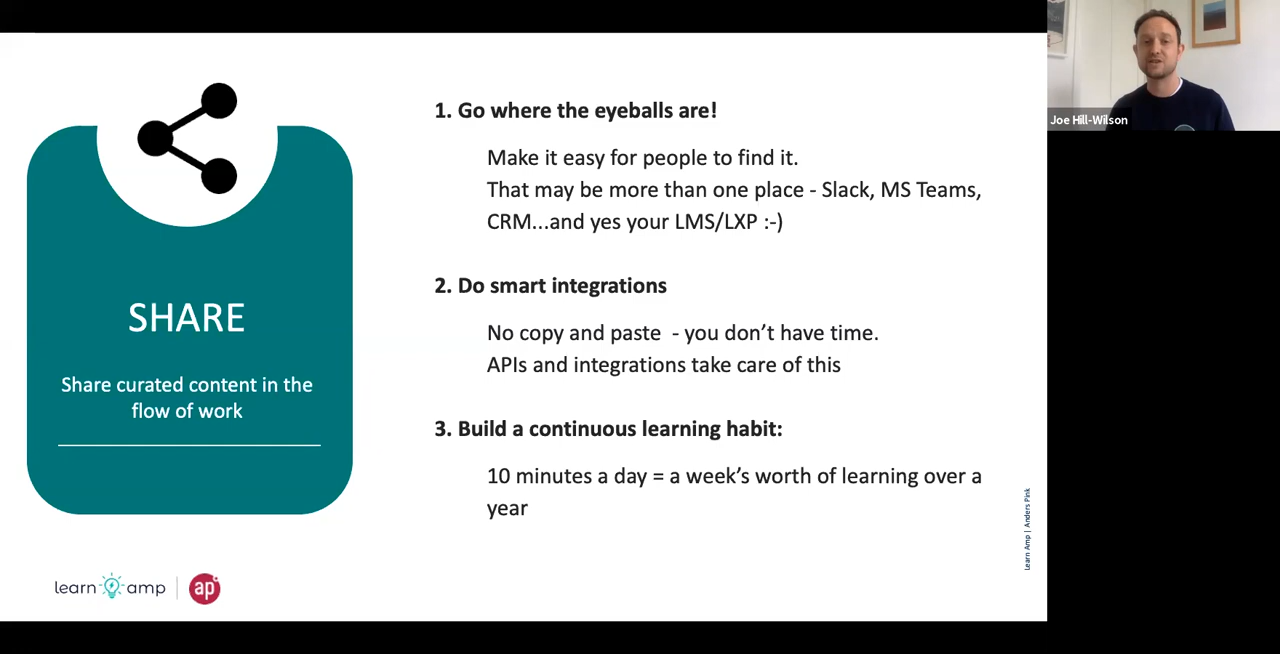 1. Go where the eyeballs are!
Make it easy for people to find it.
That may be more than one place - Slack, MS Teams,
CRM...and yes your LMS/LXP :-)
2. Do smart integrations
No copy and paste  - you don’t have time.
APIs and integrations take care of this
3. Build a continuous learning habit:
10 minutes a day = a week’s worth of learning over a
year
SHARE
Share curated content in the
flow of work
learn amp
ap
Learn Amp | Anders Pink
Joe Hill-Wilson